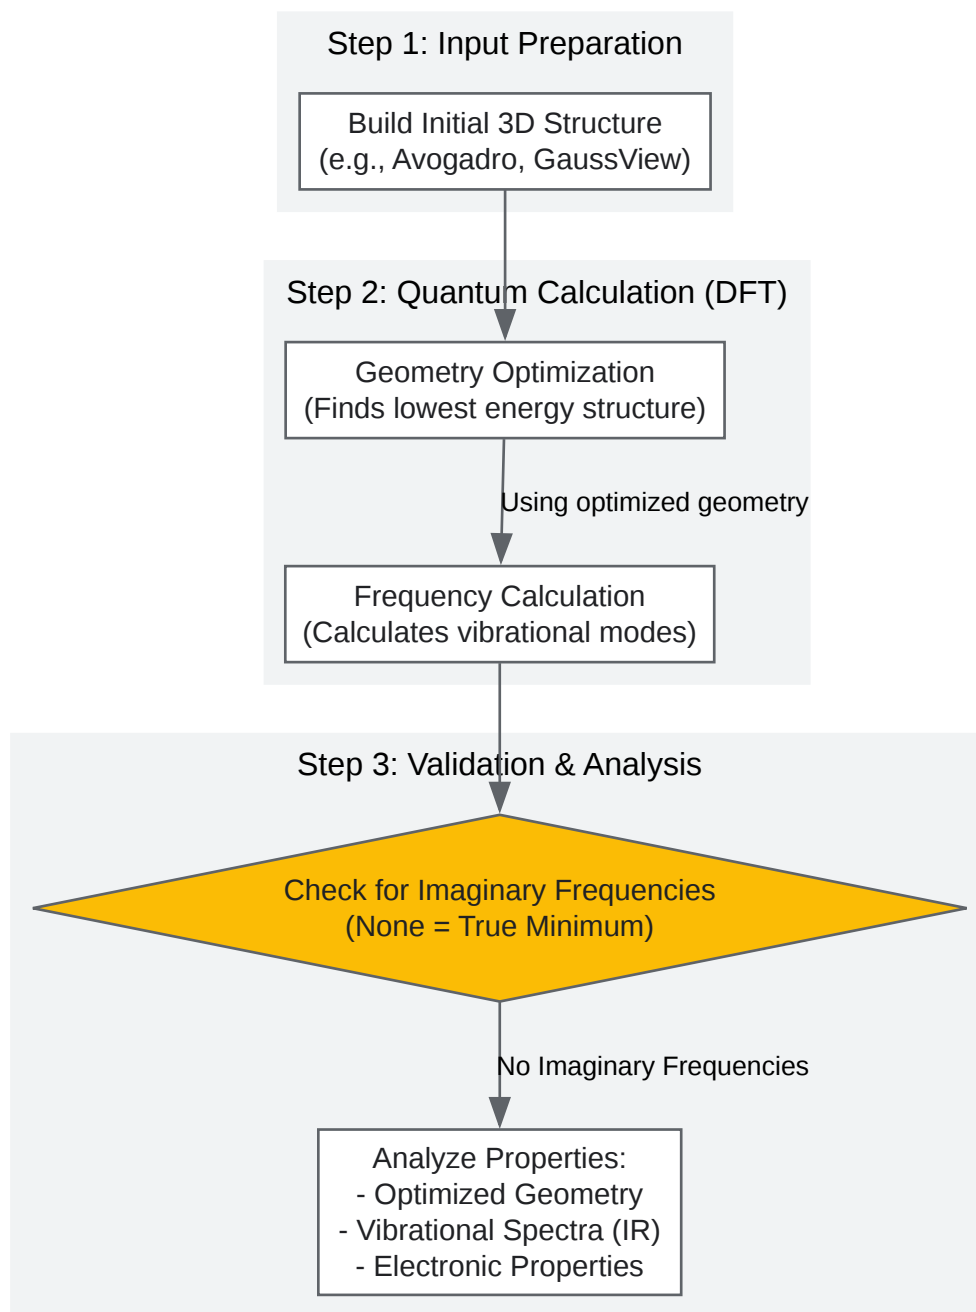 Step 1: Input Preparation
Build Initial 3D Structure
(e.g., Avogadro, GaussView)
Step 2: Quantum Calculation (DFT)
Geometry Optimization
(Finds lowest energy structure)
Using optimized geometry
Frequency Calculation
(Calculates vibrational modes)
Step 3: Validation & Analysis
Check for Imaginary Frequencies
(None = True Minimum)
No Imaginary Frequencies
Analyze Properties:
- Optimized Geometry
- Vibrational Spectra (IR)
- Electronic Properties